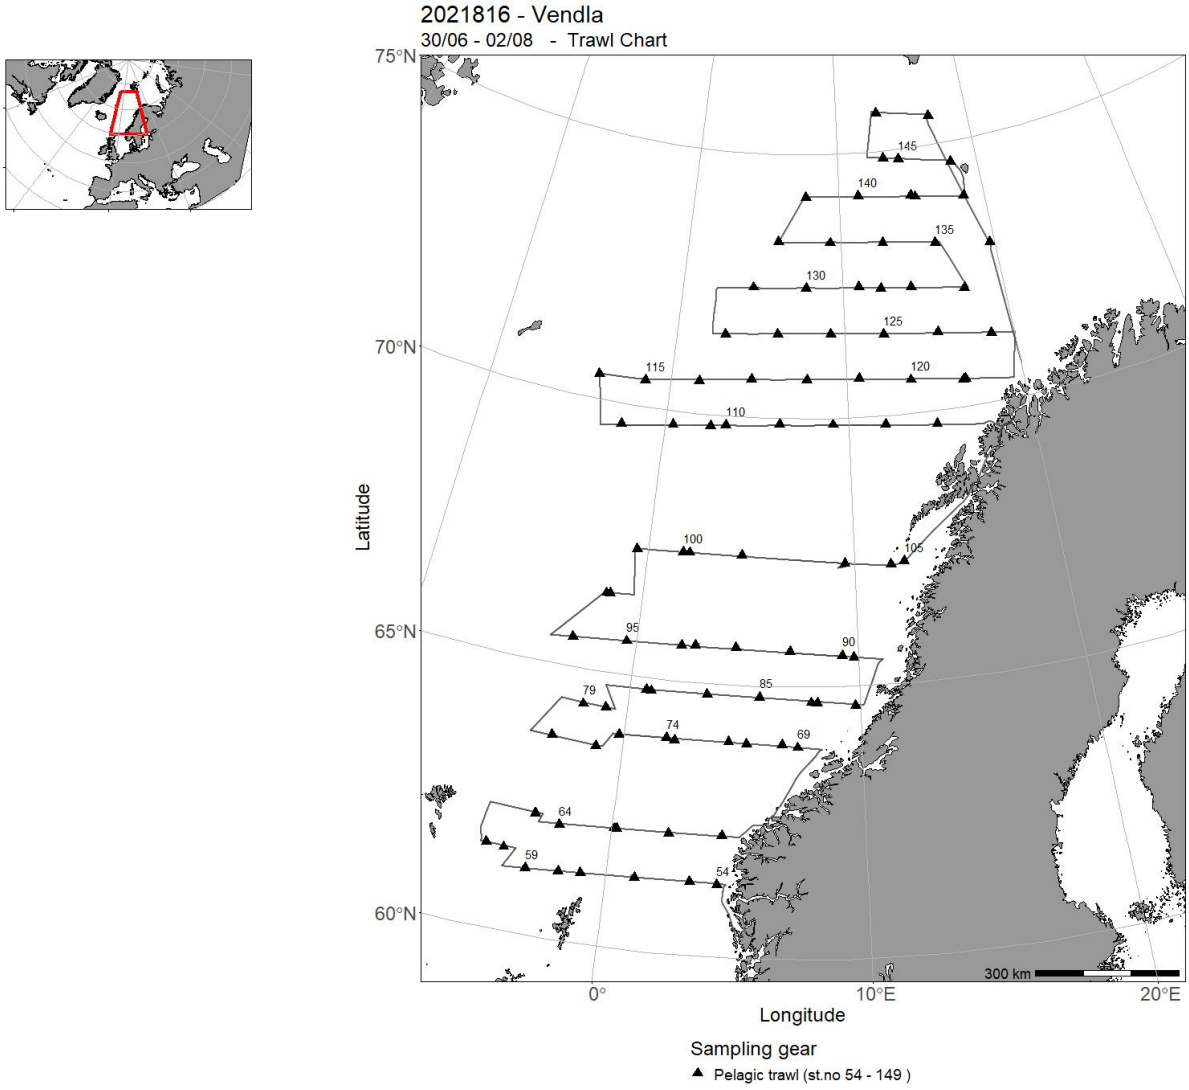 2021816 - Vendla
30/06 - 02/08 - Trawl Chart
75°N
145
140
135
130
125
70°N
115
120
110
Latitude
100
105
95
90
65°N
85
79
74
69
64
59
54
60°N
300 km
0°
10°E
20°E
Longitude
Sampling gear
Pelagic trawl (st.no 54 - 149 )